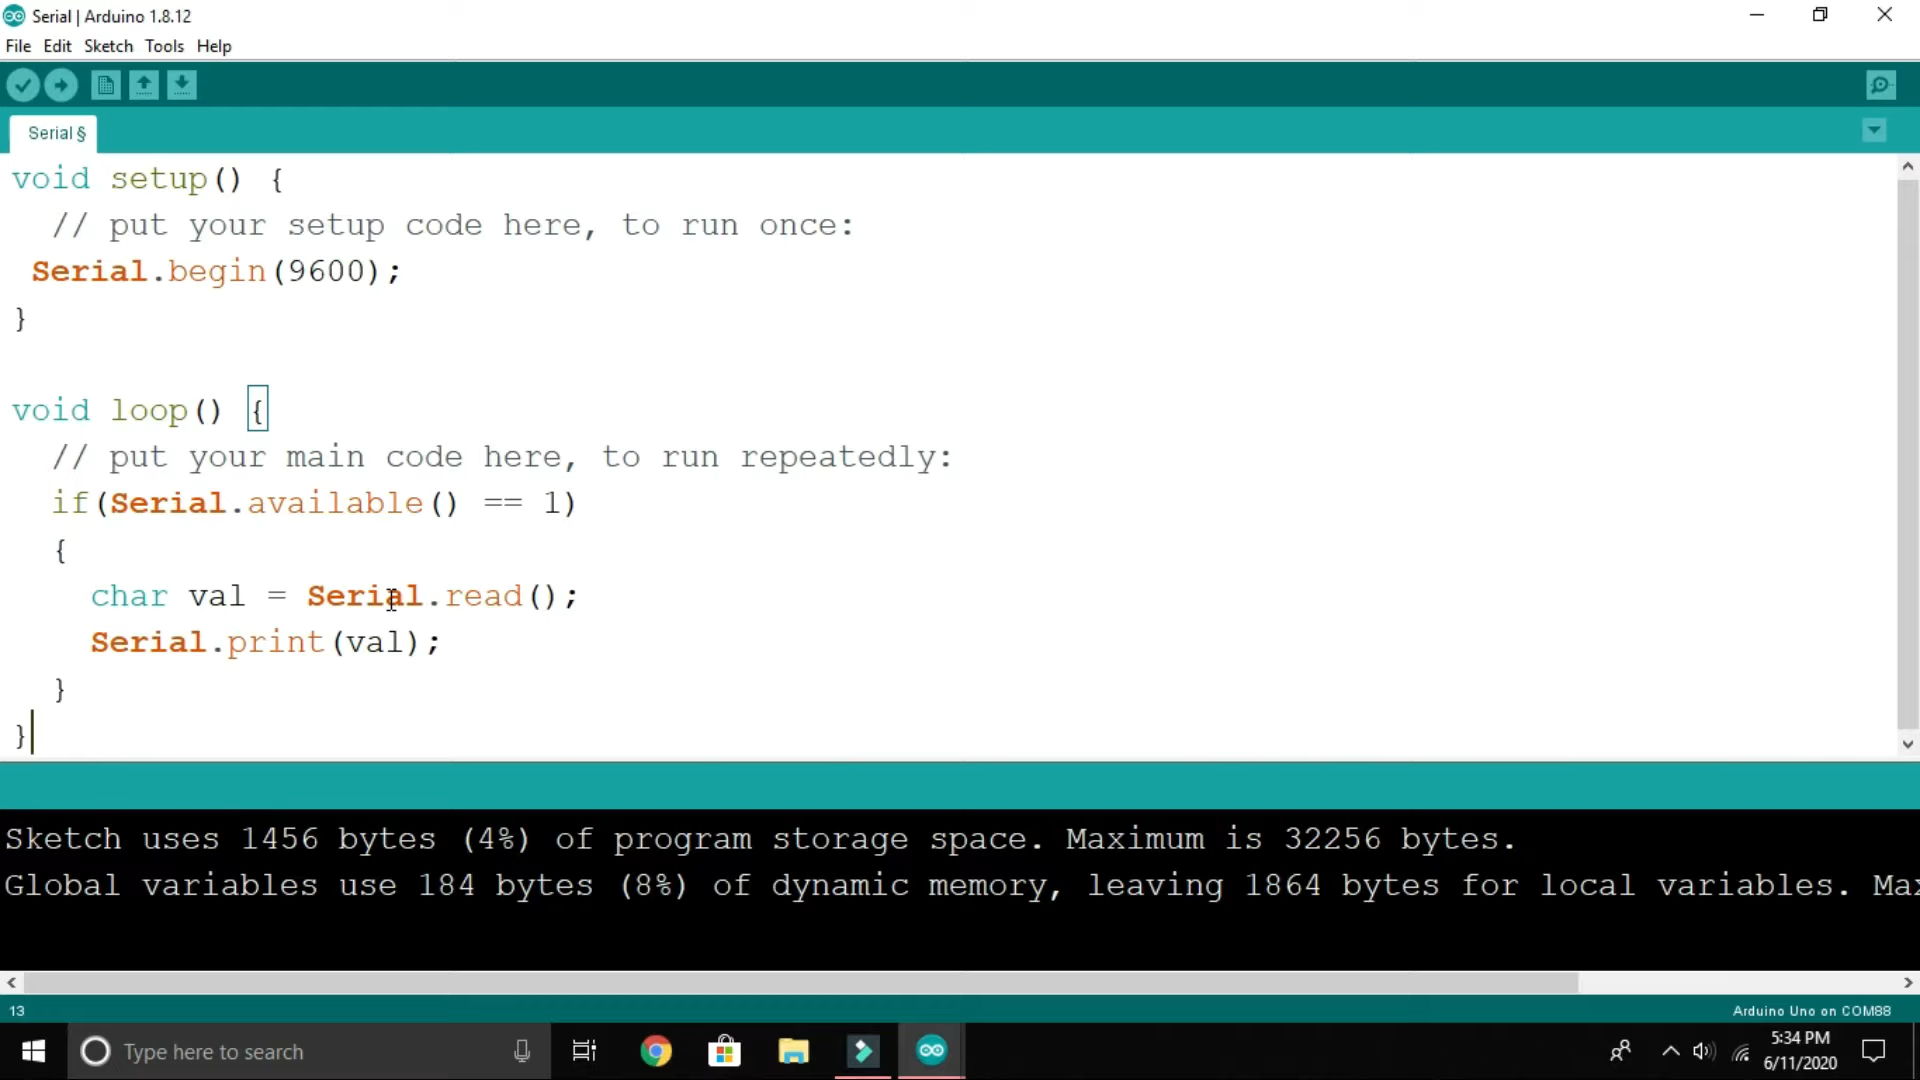 Serial | Arduino 1.8.12
File Edit Sketch Tools Help
Serial §
void setup() {
// put your setup code here, to run once:
Serial.begin(9600);
}
void loop() {
// put your main code here, to run repeatedly:
if(Serial.available() == 1)
{
char val = Serial.read();
Serial.print(val);
}
}
Sketch uses 1456 bytes (4%) of program storage space. Maximum is 32256 bytes.
Global variables use 184 bytes (8%) of dynamic memory, leaving 1864 bytes for local variables. Max
13
Arduino Uno on COM88
Type here to search
5:34 PM
6/11/2020